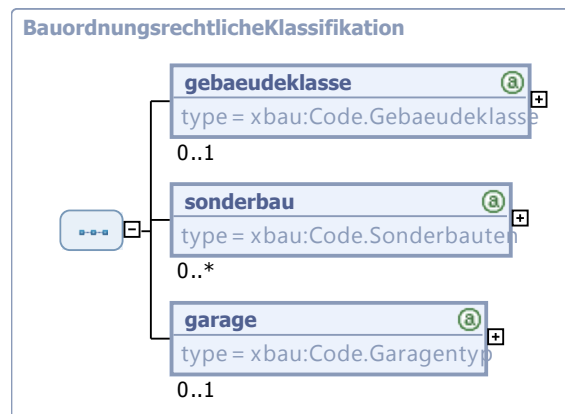 BauordnungsrechtlicheKlassifikation
gebaeudeklasse a
type = xbau:Code.Gebaeudeklasse
0..1
sonderbau a
type = xbau:Code.Sonderbauten
0..*
garage a
type = xbau:Code.Garagentyp
0..1